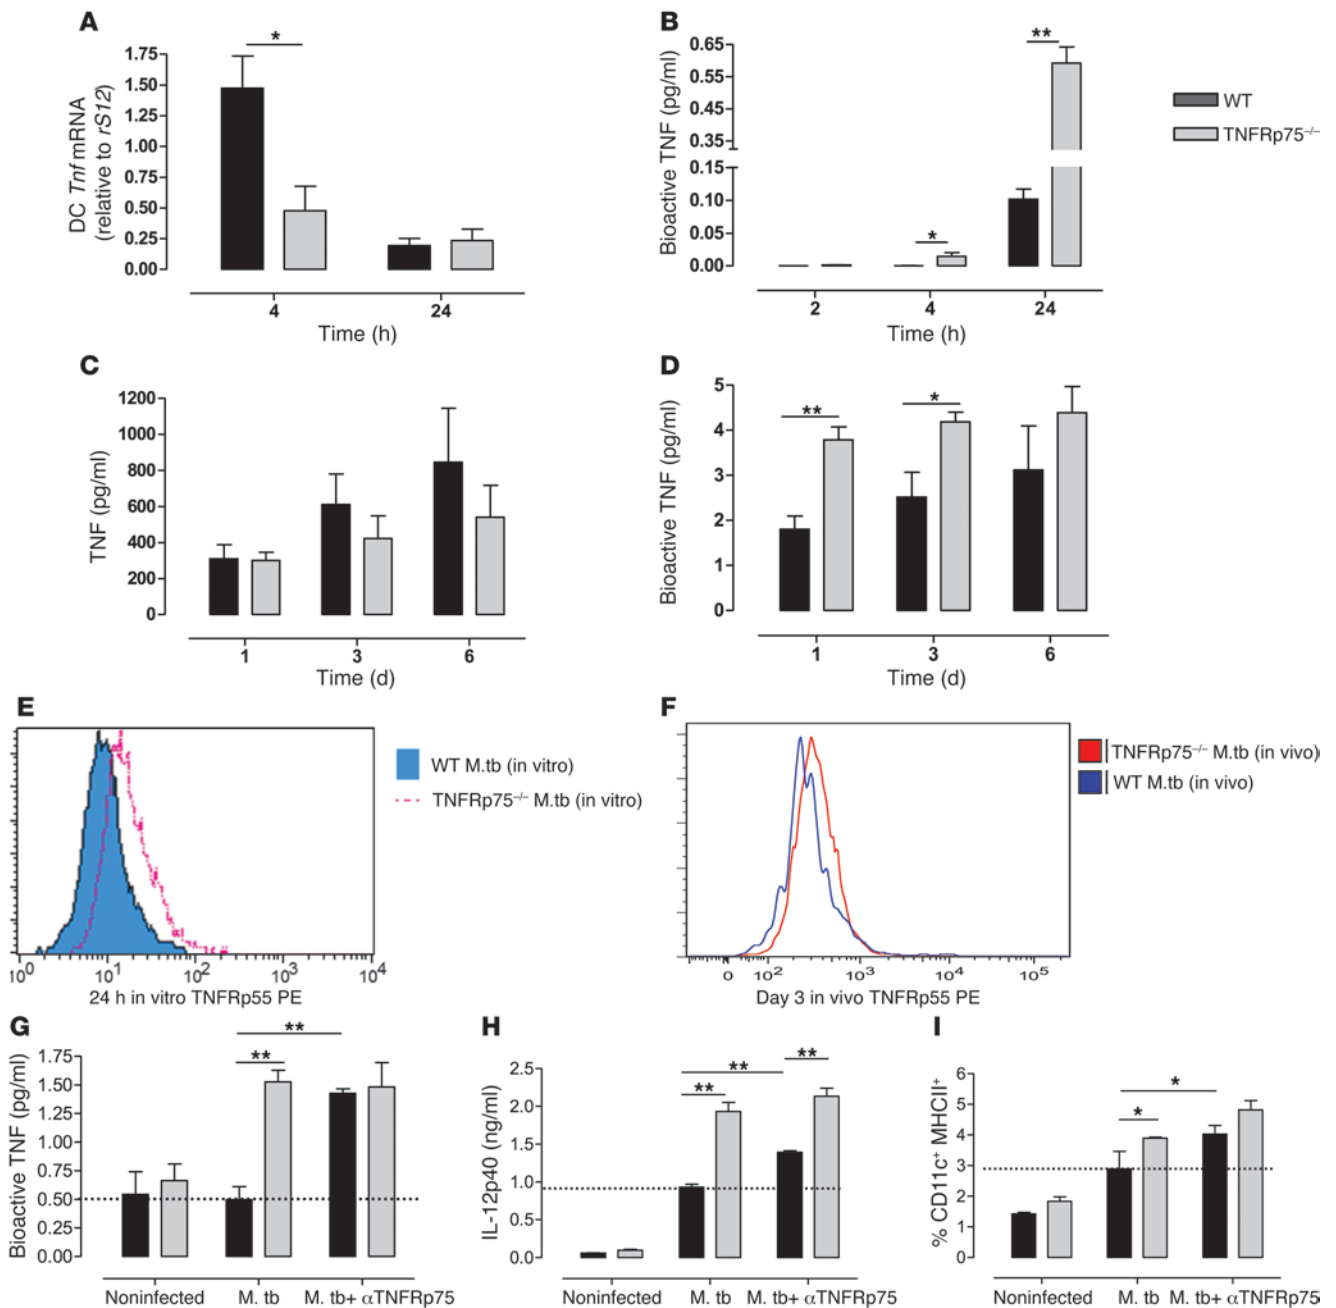 A
DC Tnf mRNA
(relative to rS12)
1.75
1.50
1.25
1.00
0.75
0.50
0.25
0.00
*
4
24
Time (h)
B
Bioactive TNF (pg/ml)
0.65
0.55
0.45
0.35
0.15
0.10
0.05
0.00
*
**
2
4
24
Time (h)
WT
TNFRp75⁻/⁻
C
TNF (pg/ml)
1200
1000
800
600
400
200
0
1
3
6
Time (d)
D
Bioactive TNF (pg/ml)
5
4
3
2
1
0
**
*
1
3
6
Time (d)
E
10⁰
10¹
10²
10³
10⁴
24 h in vitro TNFRp55 PE
WT M.tb (in vitro)
TNFRp75⁻/⁻ M.tb (in vitro)
F
0
10²
10³
10⁴
10⁵
Day 3 in vivo TNFRp55 PE
TNFRp75⁻/⁻ M.tb (in vivo)
WT M.tb (in vivo)
G
Bioactive TNF (pg/ml)
1.75
1.50
1.25
1.00
0.75
0.50
0.25
0.00
**
**
Noninfected
M. tb
M. tb+ αTNFRp75
H
IL-12p40 (ng/ml)
2.5
2.0
1.5
1.0
0.5
0.0
**
**
**
Noninfected
M. tb
M. tb+ αTNFRp75
I
% CD11c⁺ MHCII⁺
6
5
4
3
2
1
0
*
*
Noninfected
M. tb
M. tb+ αTNFRp75